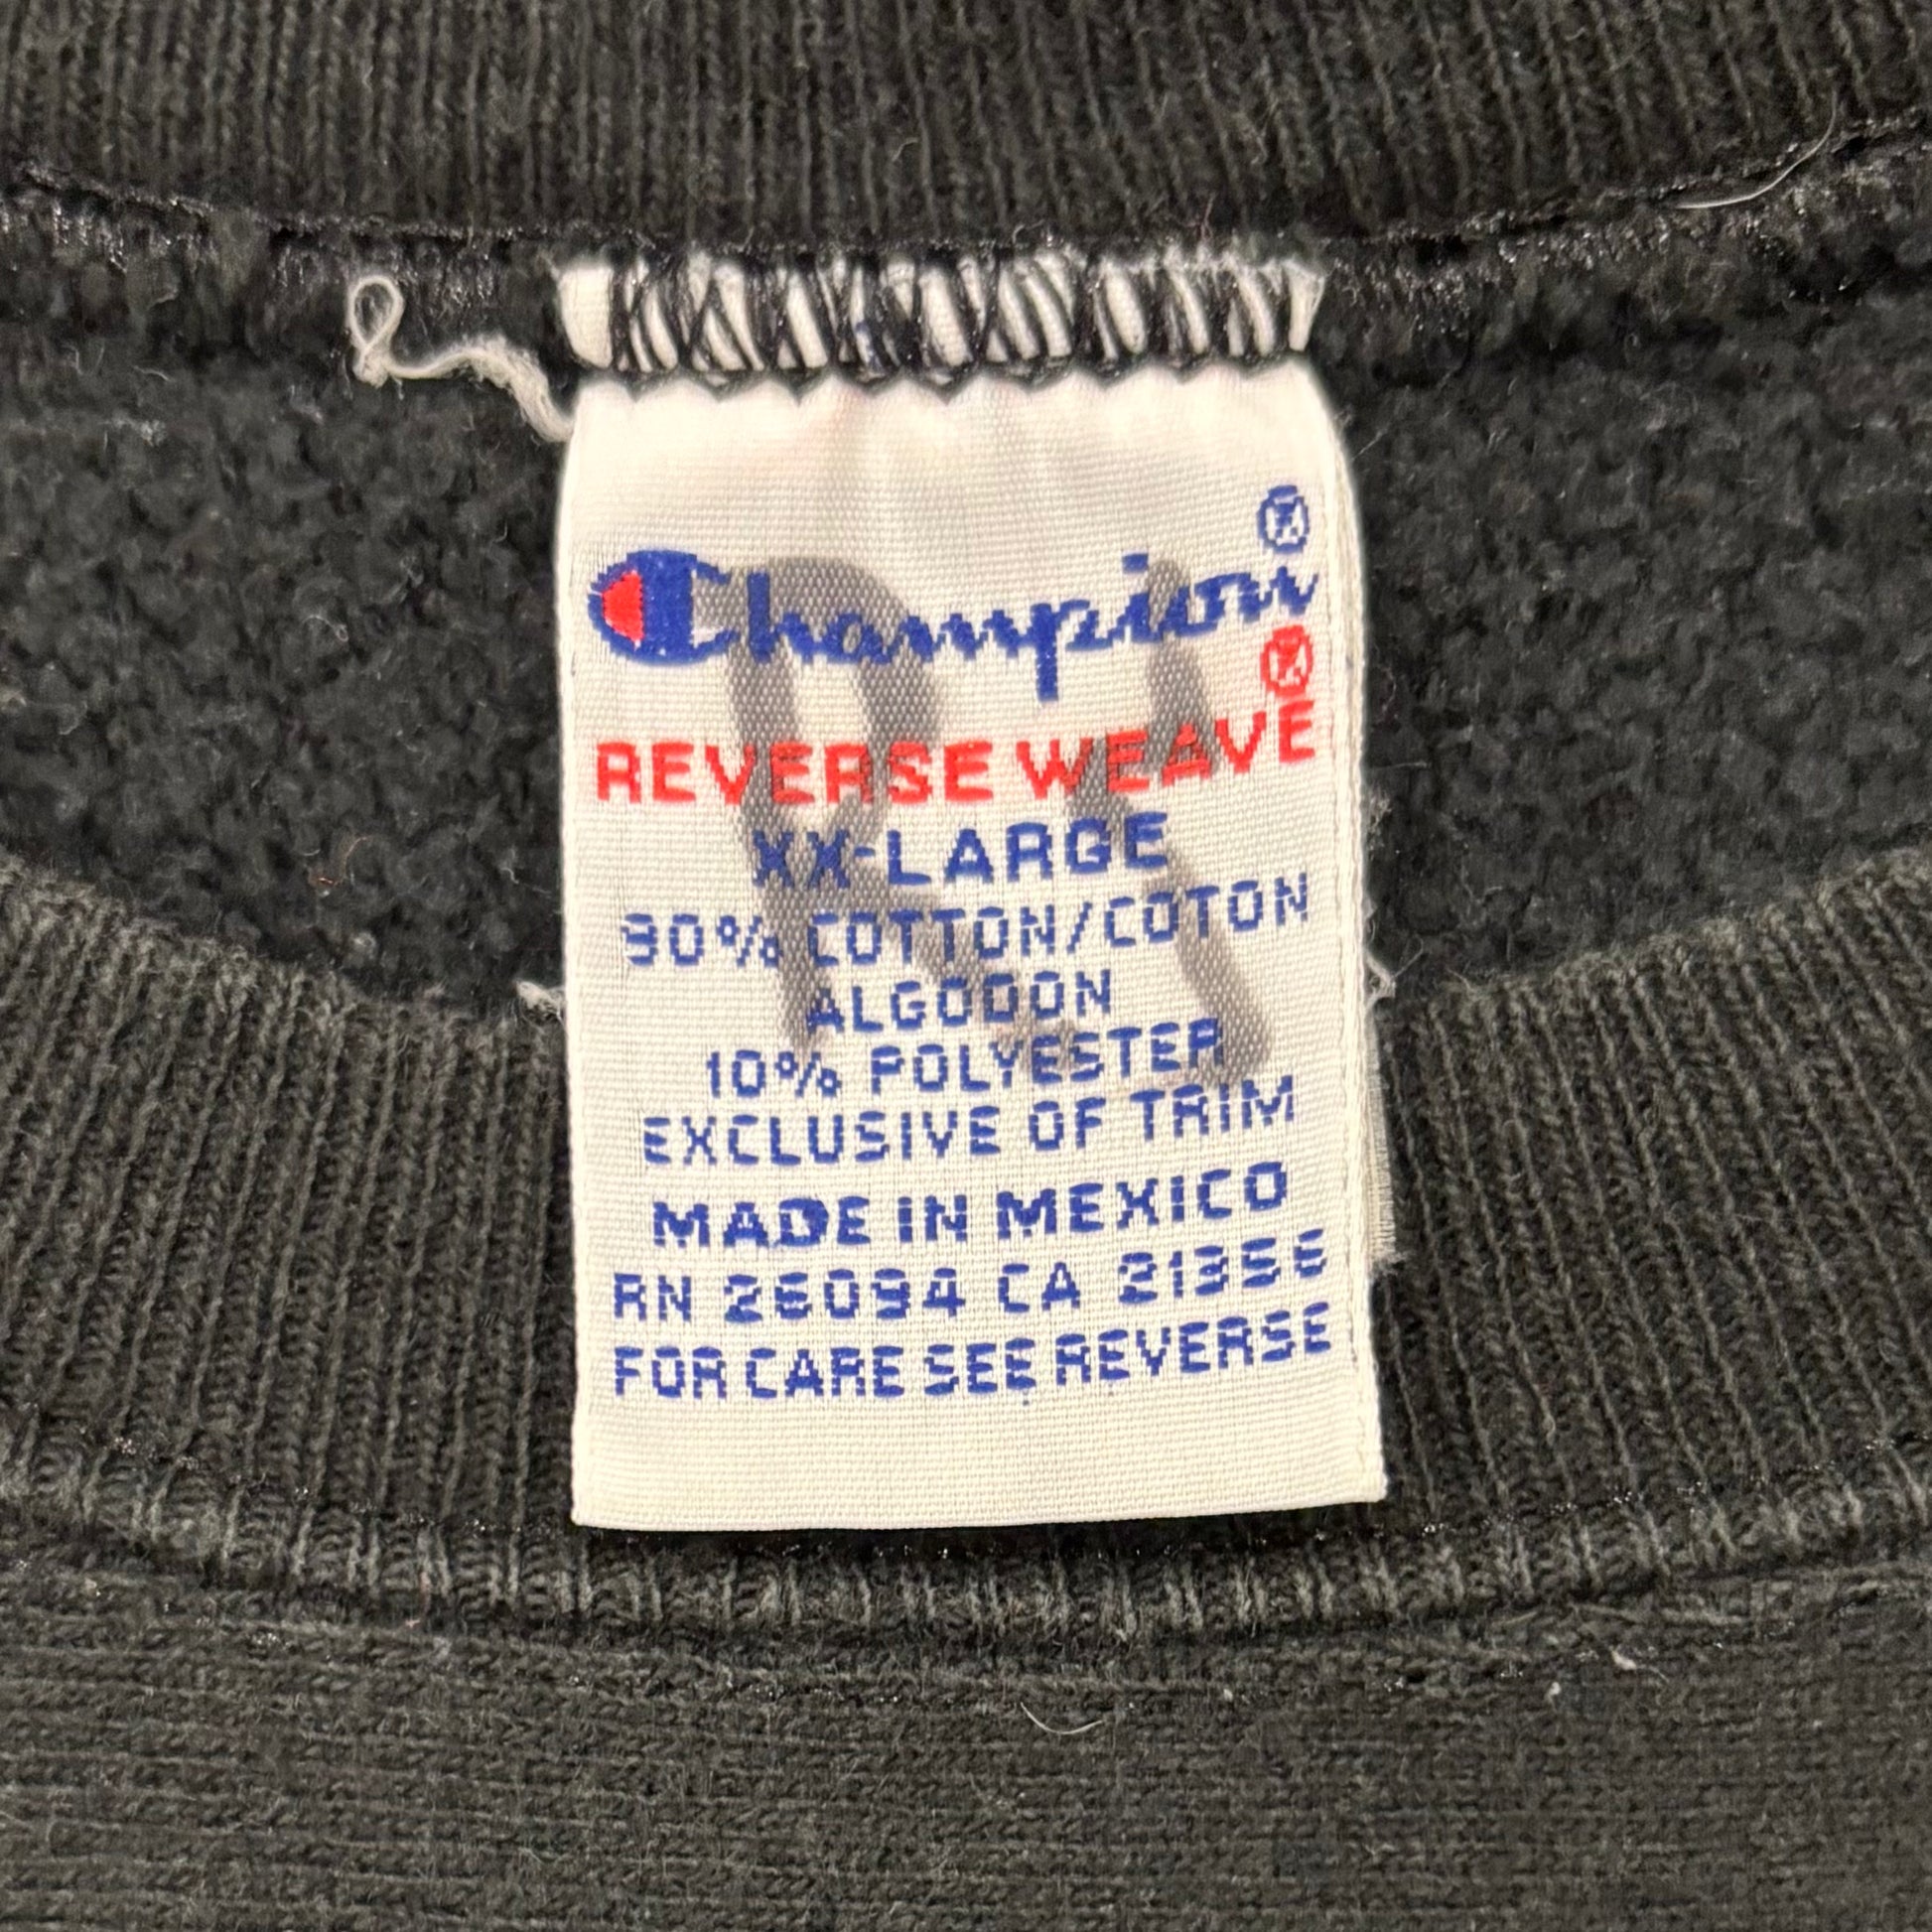 Champion®
®
REVERSE WEAVE
XX-LARGE
90% COTTON/COTON
ALGODON
10% POLYESTER
EXCLUSIVE OF TRIM
MADE IN MEXICO
RN 26094 CA 21356
FOR CARE SEE REVERSE